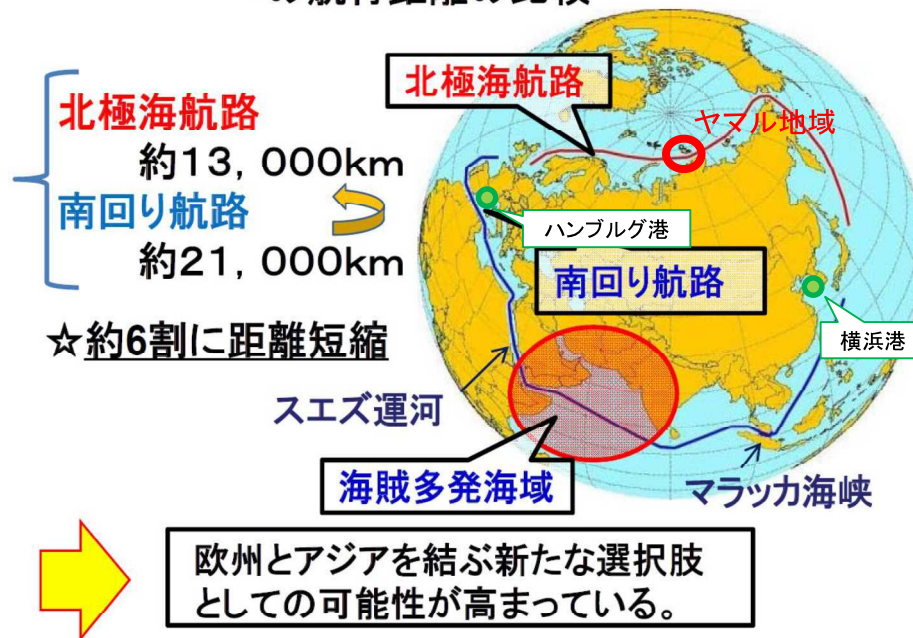 北極海航路
ヤマル地域
北極海航路
約13，000km
南回り航路
約21，000km
ハンブルグ港
南回り航路
☆約6割に距離短縮
横浜港
スエズ運河
海賊多発海域
マラッカ海峡
欧州とアジアを結ぶ新たな選択肢
としての可能性が高まっている。